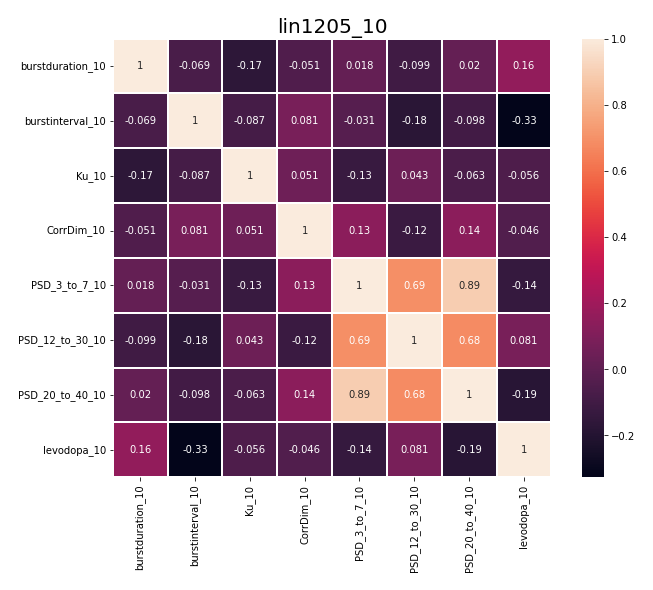 lin1205_10
burstduration_10 1 -0.069 -0.17 -0.051 0.018 -0.099 0.02 0.16
burstinterval_10 -0.069 1 -0.087 0.081 -0.031 -0.18 -0.098 -0.33
Ku_10 -0.17 -0.087 1 0.051 -0.13 0.043 -0.063 -0.056
CorrDim_10 -0.051 0.081 0.051 1 0.13 -0.12 0.14 -0.046
PSD_3_to_7_10 0.018 -0.031 -0.13 0.13 1 0.69 0.89 -0.14
PSD_12_to_30_10 -0.099 -0.18 0.043 -0.12 0.69 1 0.68 0.081
PSD_20_to_40_10 0.02 -0.098 -0.063 0.14 0.89 0.68 1 -0.19
levodopa_10 0.16 -0.33 -0.056 -0.046 -0.14 0.081 -0.19 1
burstduration_10
burstinterval_10
Ku_10
CorrDim_10
PSD_3_to_7_10
PSD_12_to_30_10
PSD_20_to_40_10
levodopa_10
1.0
0.8
0.6
0.4
0.2
0.0
−0.2